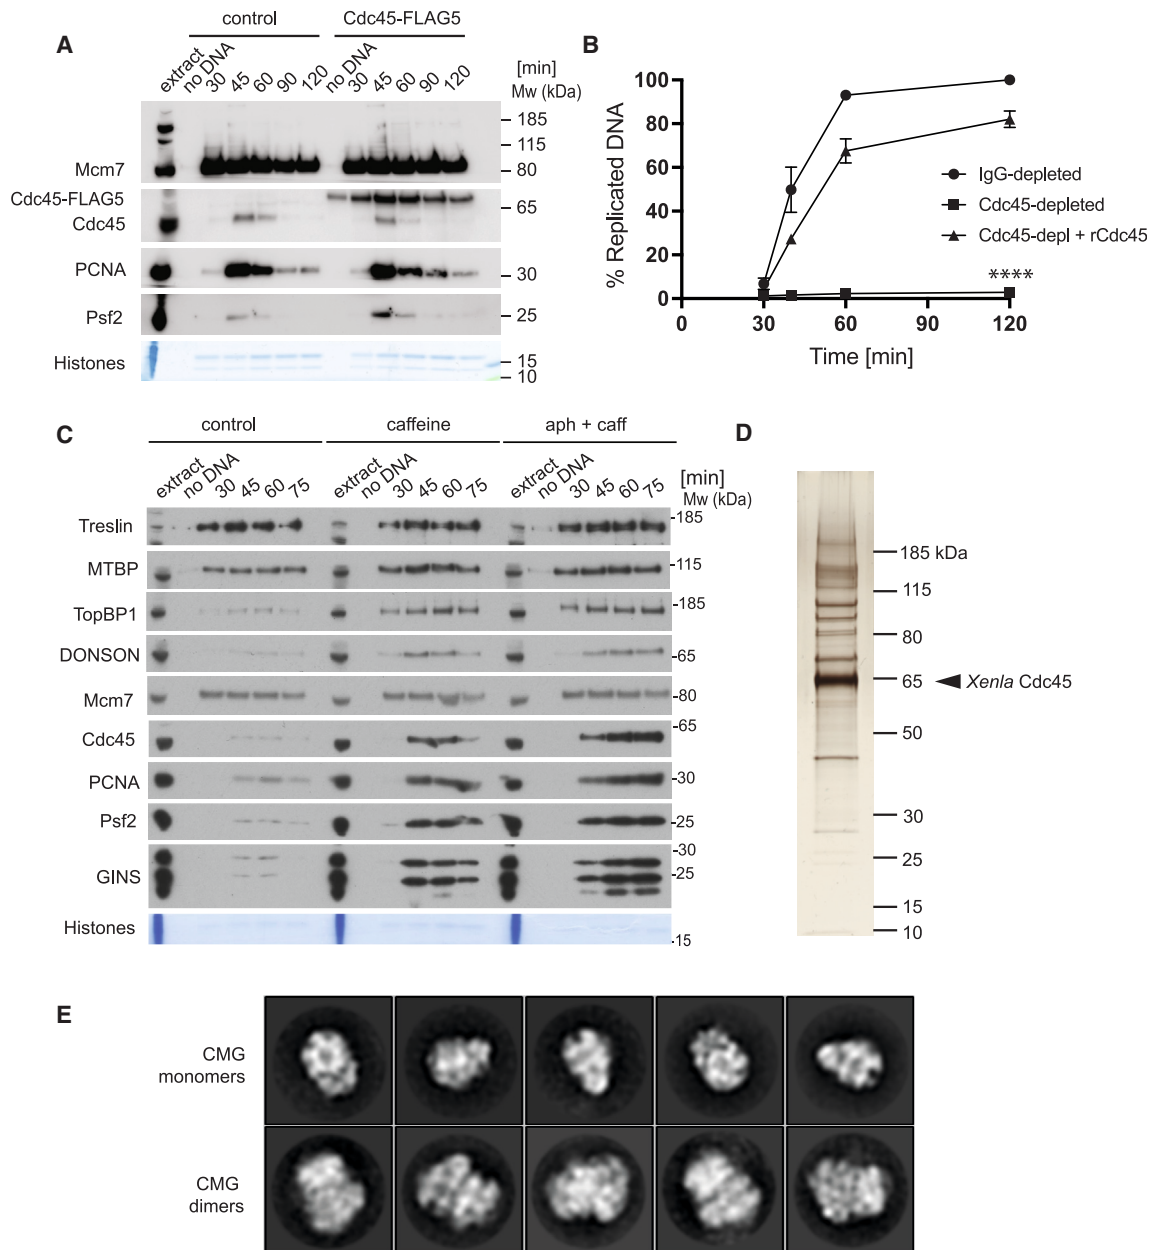 A
control
Cdc45-FLAG5
extract
no DNA
30
45
60
90
120
no DNA
30
45
60
90
120
[min]
Mw (kDa)
Mcm7
185
115
80
Cdc45-FLAG5
Cdc45
65
PCNA
30
Psf2
25
Histones
15
10
B
% Replicated DNA
100
80
60
40
20
0
0
30
60
90
120
Time [min]
IgG-depleted
Cdc45-depleted
Cdc45-depl + rCdc45
****
C
control
caffeine
aph + caff
extract
no DNA
30
45
60
75
extract
no DNA
30
45
60
75
extract
no DNA
30
45
60
75
[min]
Mw (kDa)
Treslin
-185
MTBP
-115
TopBP1
-185
DONSON
-65
Mcm7
-80
Cdc45
-65
PCNA
-30
Psf2
-25
GINS
-30
-25
Histones
-15
D
185 kDa
115
80
65
Xenla Cdc45
50
30
25
15
10
E
CMG
monomers
CMG
dimers